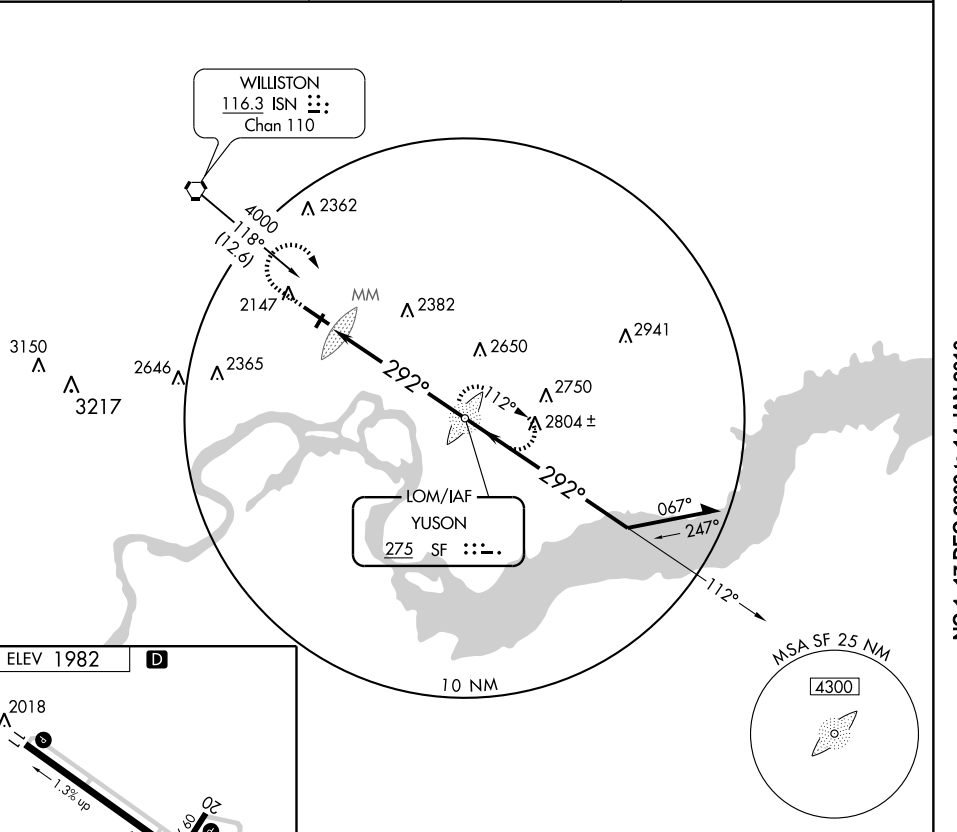 WILLISTON
116.3 ISN
Chan 110
4000
118°
(12.6)
2362
2147
MM
2382
2941
3150
2646
2365
2650
3217
292°
2750
112°
2804 ±
292°
LOM/IAF
YUSON
275 SF
067°
247°
112°
MSA SF 25 NM
4300
10 NM
ELEV 1982 D
2018
11
P
1.3% up
20
P
60